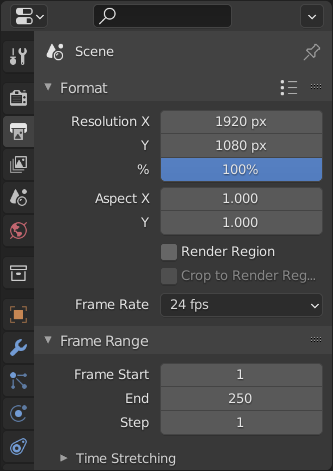 Scene
Format
Resolution X 1920 px
Y 1080 px
% 100%
Aspect X 1.000
Y 1.000
Render Region
Crop to Render Reg...
Frame Rate 24 fps
Frame Range
Frame Start 1
End 250
Step 1
Time Stretching